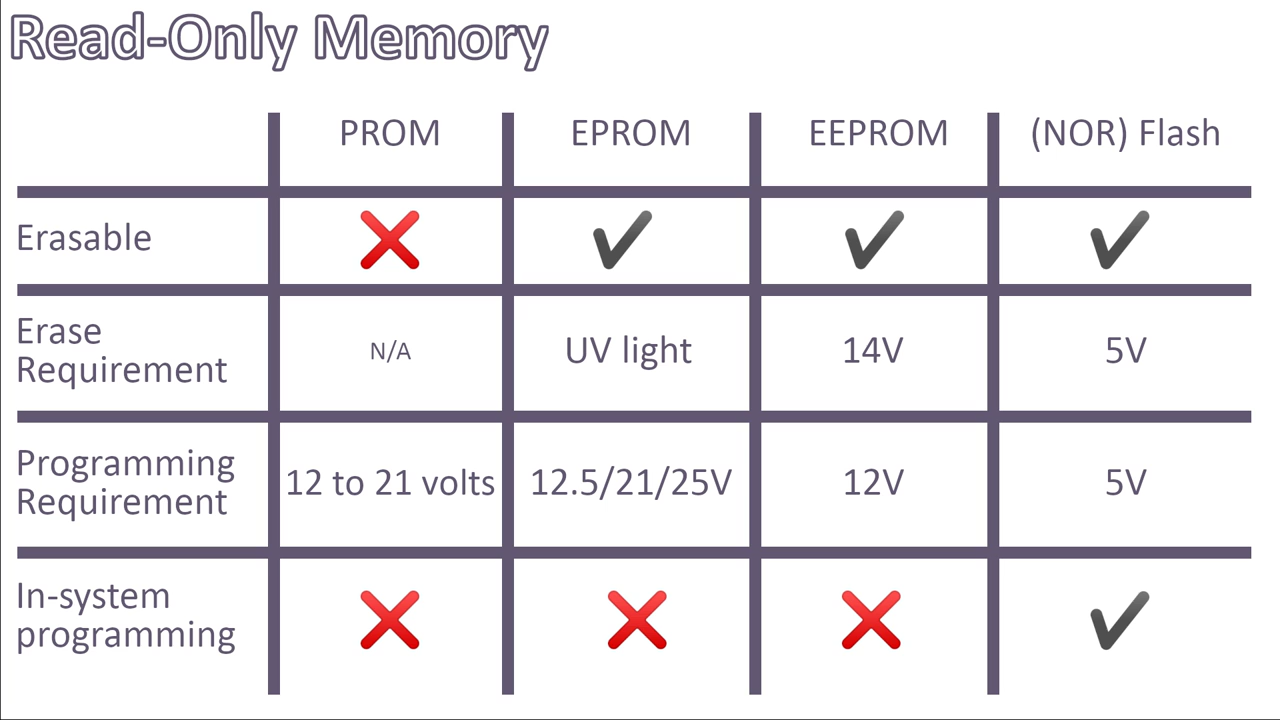 Read-Only Memory
PROM EPROM EEPROM (NOR) Flash
Erasable ❌ ✔ ✔ ✔
Erase
Requirement N/A UV light 14V 5V
Programming
Requirement 12 to 21 volts 12.5/21/25V 12V 5V
In-system
programming ❌ ❌ ❌ ✔